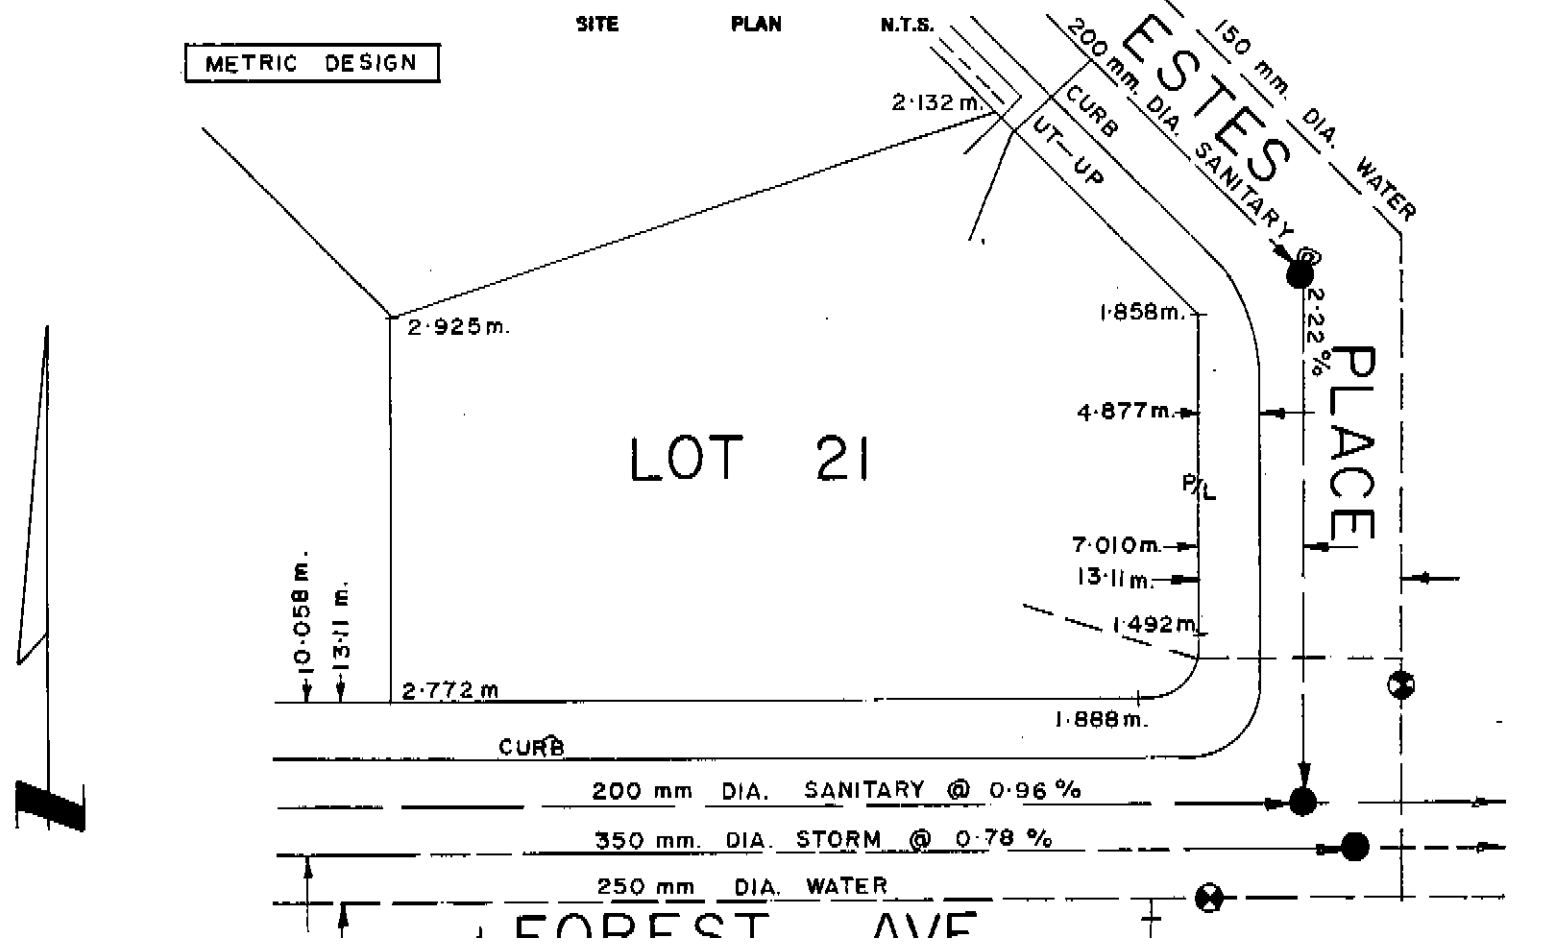 SITE PLAN N.T.S.
METRIC DESIGN
ESTES
PLACE
150 mm. DIA. WATER
200 mm. DIA. SANITARY @ 2.22 %
CURB
UT-UP
2.132 m.
2.925 m.
1.858 m.
4.877 m.
LOT 21
P/L
7.010 m.
13.11 m.
1.492 m.
10.058 m.
13.11 m.
2.772 m
1.888 m.
CURB
200 mm DIA. SANITARY @ 0.96 %
350 mm. DIA. STORM @ 0.78 %
250 mm DIA. WATER
FOREST AVE